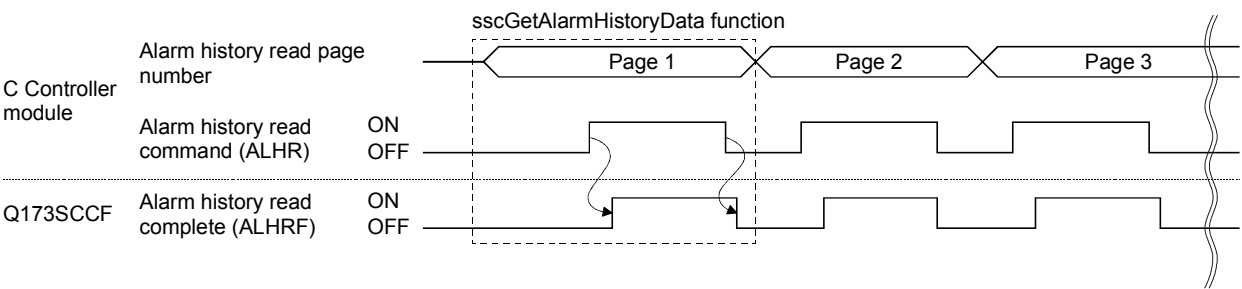 sscGetAlarmHistoryData function
C Controller
module
Alarm history read page
number
Page 1
Page 2
Page 3
Alarm history read
command (ALHR)
ON
OFF
Q173SCCF
Alarm history read
complete (ALHRF)
ON
OFF